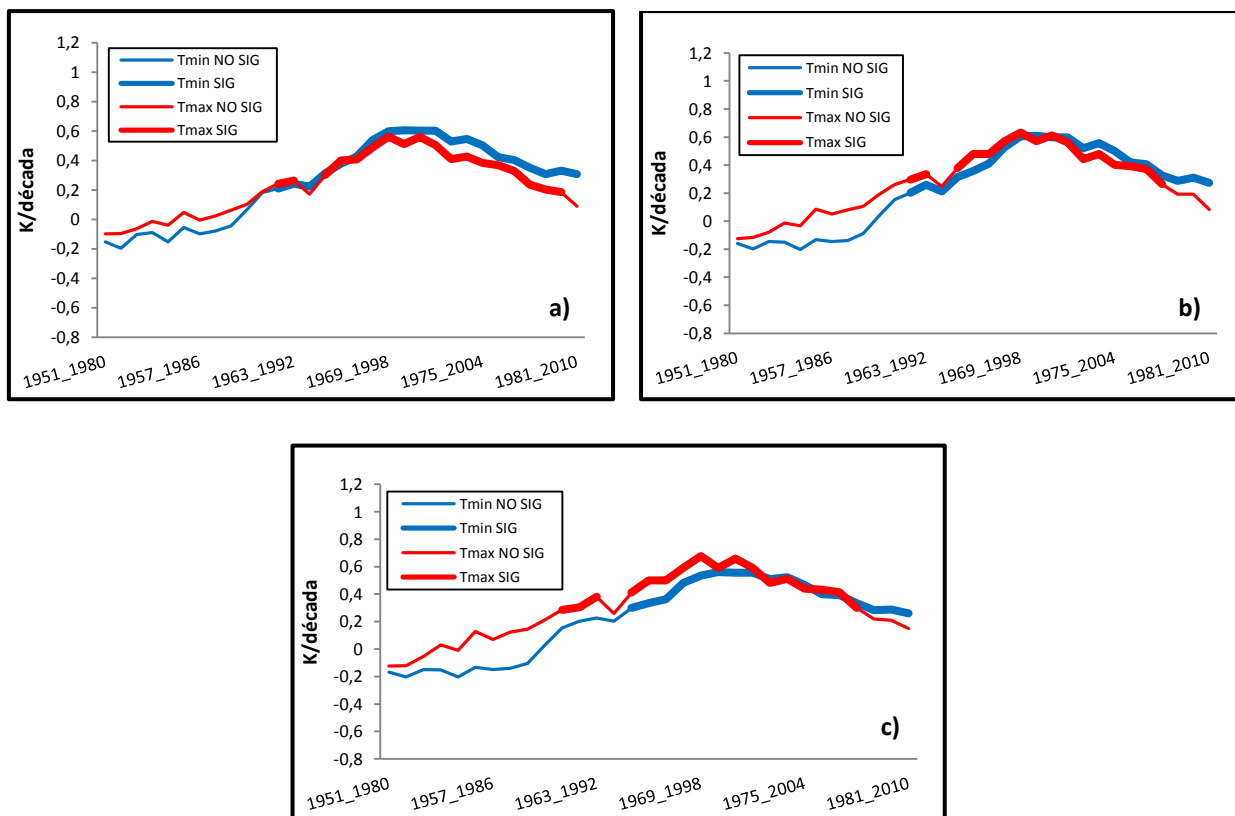 1,2
1
0,8
0,6
0,4
0,2
0
-0,2
-0,4
-0,6
-0,8
K/década
Tmin NO SIG
Tmin SIG
Tmax NO SIG
Tmax SIG
a)
1951_1980
1957_1986
1963_1992
1969_1998
1975_2004
1981_2010
1,2
1
0,8
0,6
0,4
0,2
0
-0,2
-0,4
-0,6
-0,8
K/década
Tmin NO SIG
Tmin SIG
Tmax NO SIG
Tmax SIG
b)
1951_1980
1957_1986
1963_1992
1969_1998
1975_2004
1981_2010
1,2
1
0,8
0,6
0,4
0,2
0
-0,2
-0,4
-0,6
-0,8
K/década
Tmin NO SIG
Tmin SIG
Tmax NO SIG
Tmax SIG
c)
1951_1980
1957_1986
1963_1992
1969_1998
1975_2004
1981_2010